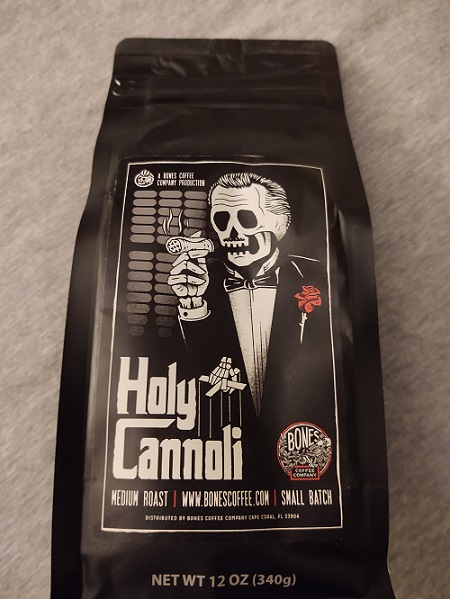 A BONES COFFEE
COMPANY PRODUCTION
Holy
Cannoli
BONES
COFFEE
COMPANY
MEDIUM ROAST | WWW.BONESCOFFEE.COM | SMALL BATCH
DISTRIBUTED BY BONES COFFEE COMPANY CAPE CORAL, FL 33904
NET WT 12 OZ (340g)